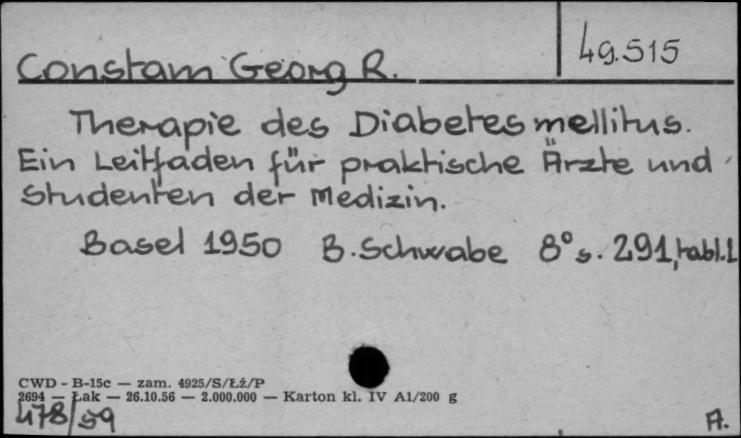 49.515
Constam Georg R.
Therapie des Diabetes mellitus.
Ein Leitfaden für praktische Ärzte und
Studenten der Medizin.
Basel 1950 B. Schwabe 8° s. 291, tabl. 1
CWD - B-15c — zam. 4925/S/Łź/P
2694 — Łak — 26.10.56 — 2.000.000 — Karton kl. IV A1/200 g
478/59
A.